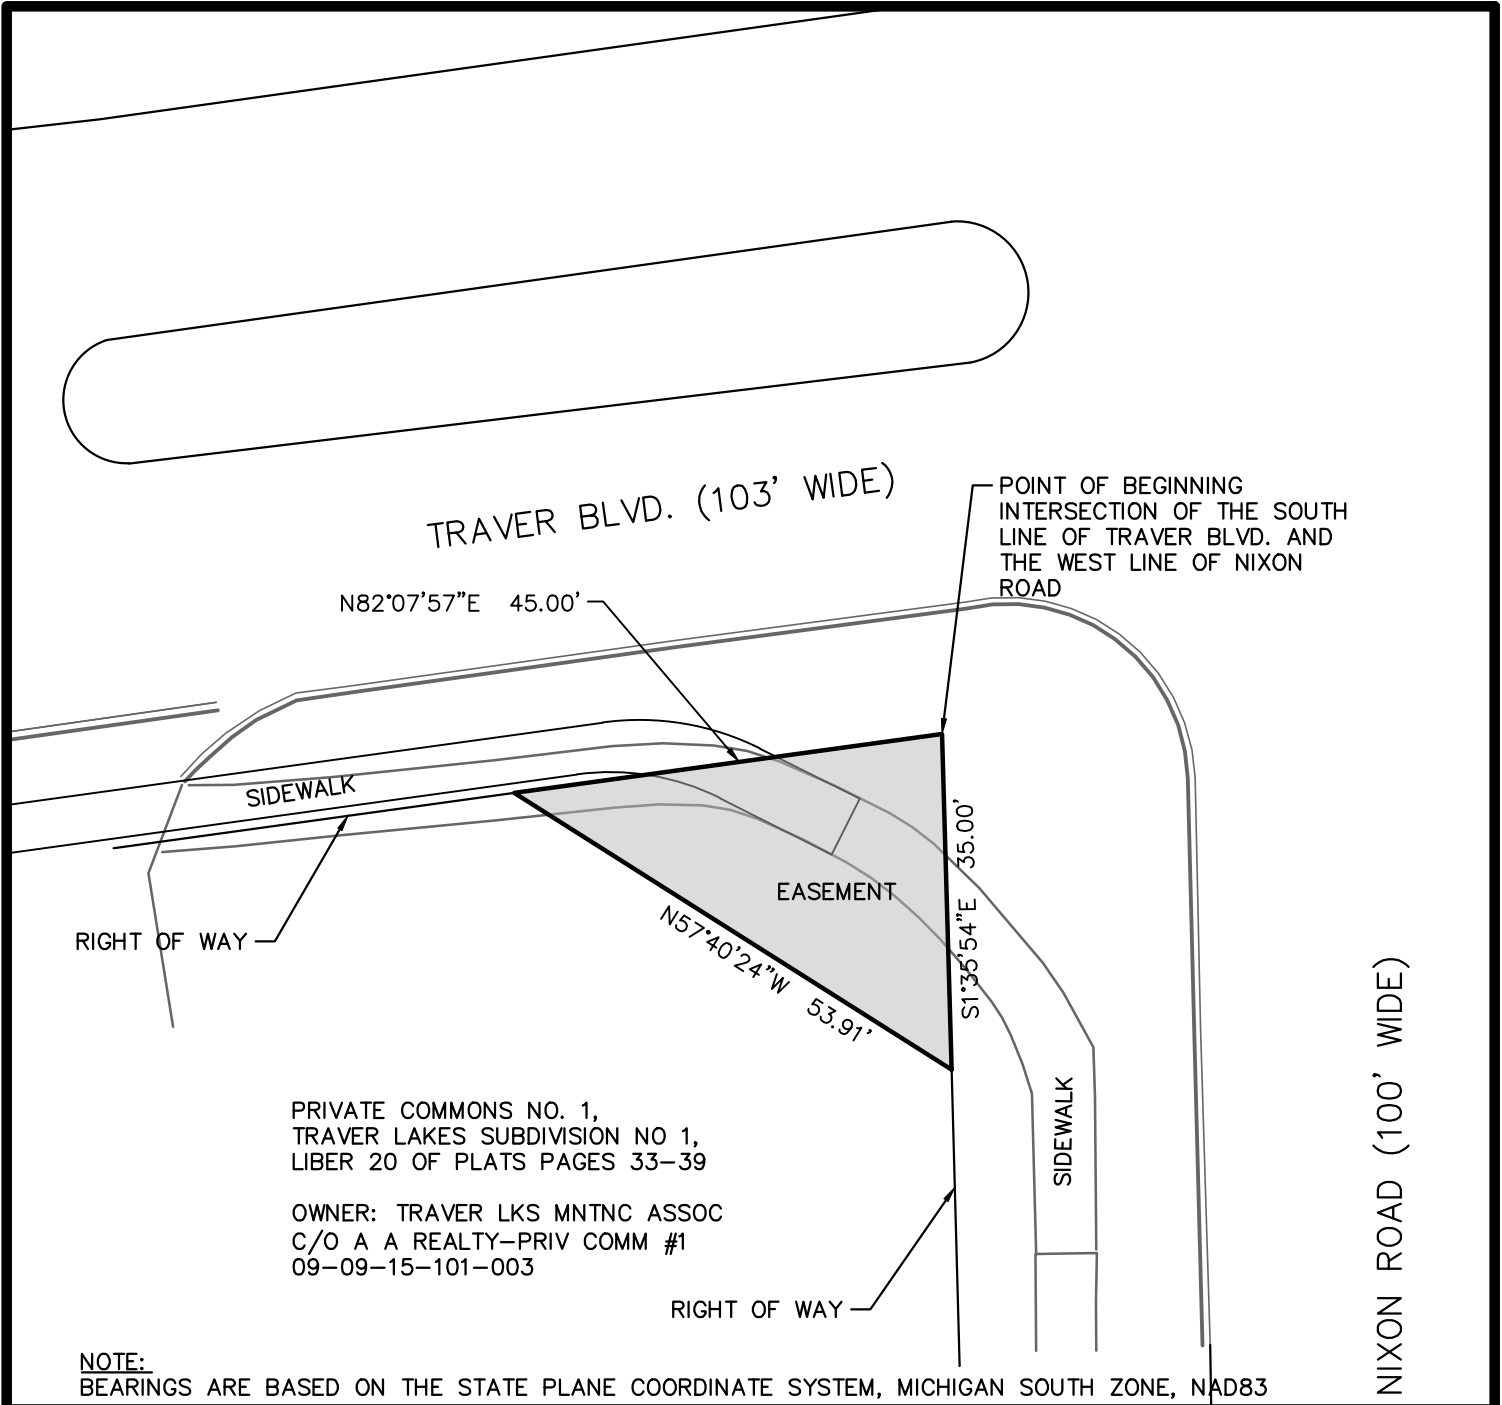 TRAVER BLVD. (103' WIDE)
POINT OF BEGINNING
INTERSECTION OF THE SOUTH
LINE OF TRAVER BLVD. AND
THE WEST LINE OF NIXON
ROAD
N82°07'57"E 45.00'
SIDEWALK
S1°35'54"E 35.00'
EASEMENT
N57°40'24"W 53.91'
RIGHT OF WAY
NIXON ROAD (100' WIDE)
SIDEWALK
PRIVATE COMMONS NO. 1,
TRAVER LAKES SUBDIVISION NO 1,
LIBER 20 OF PLATS PAGES 33-39
OWNER: TRAVER LKS MNTNC ASSOC
C/O A A REALTY-PRIV COMM #1
09-09-15-101-003
RIGHT OF WAY
NOTE:
BEARINGS ARE BASED ON THE STATE PLANE COORDINATE SYSTEM, MICHIGAN SOUTH ZONE, NAD83